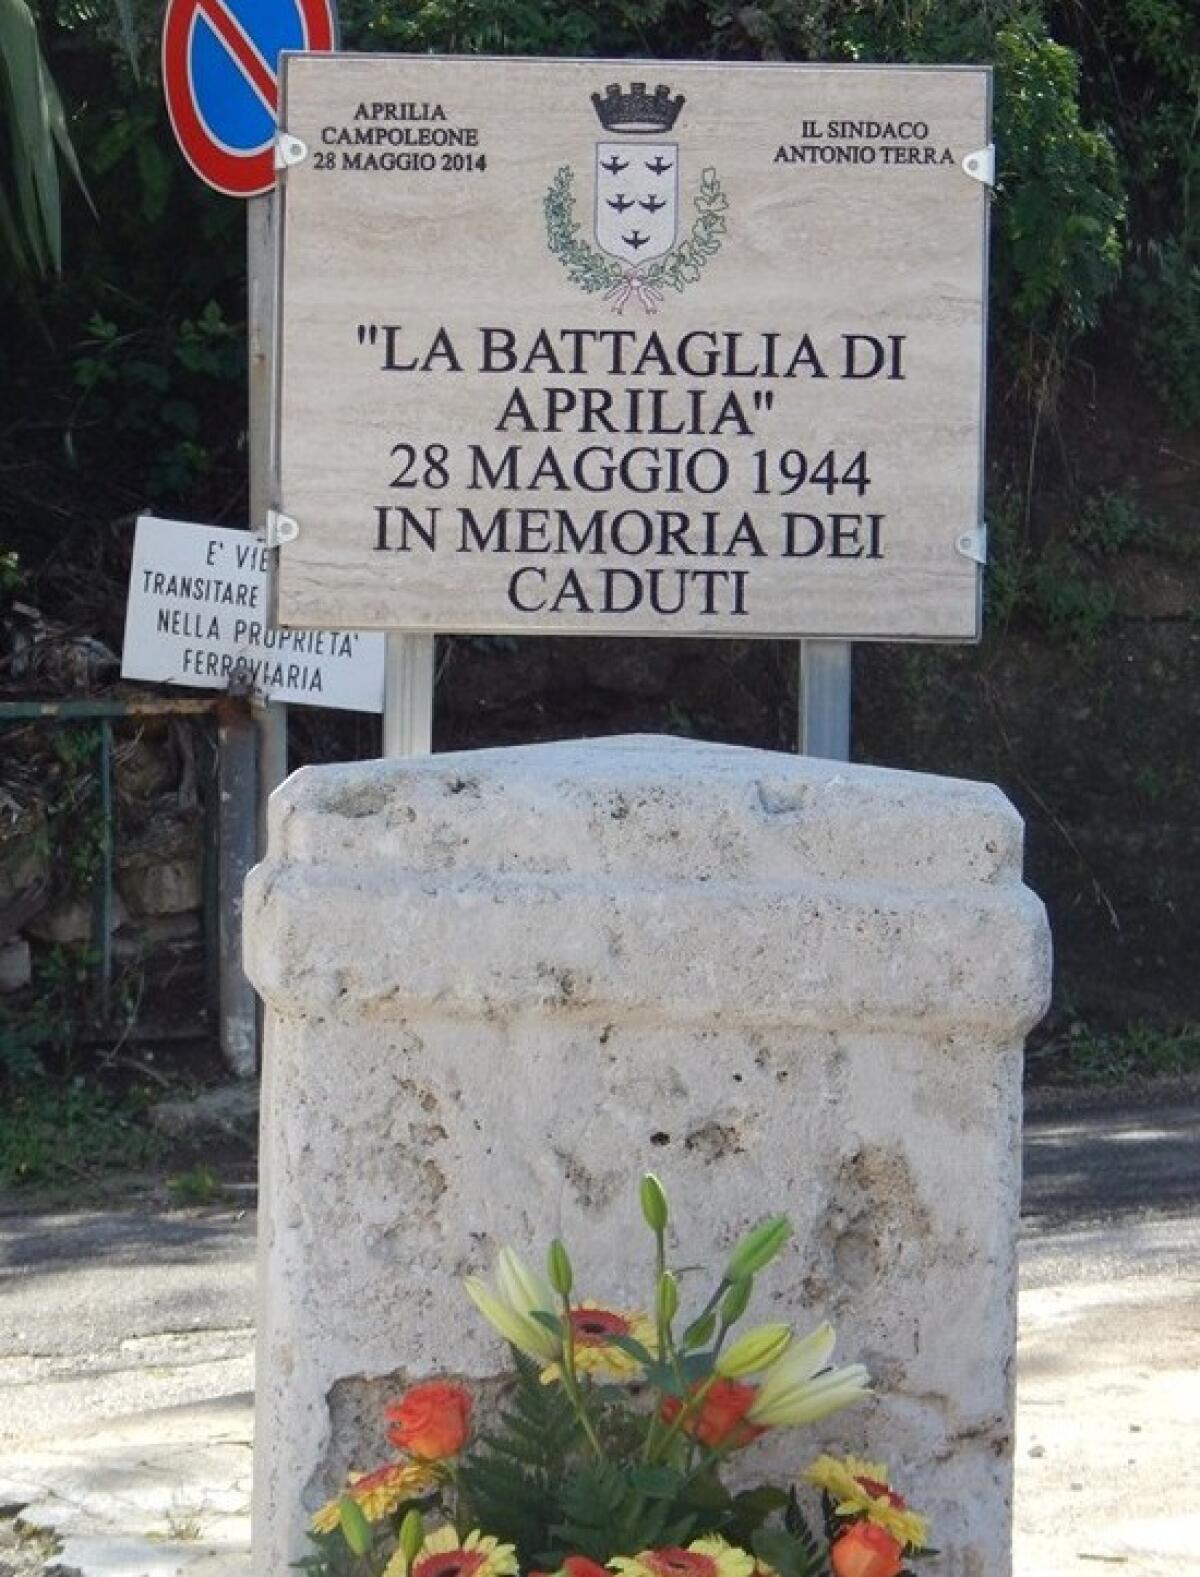 APRILIA
CAMPOLEONE
28 MAGGIO 2014
IL SINDACO
ANTONIO TERRA
"LA BATTAGLIA DI
APRILIA"
28 MAGGIO 1944
IN MEMORIA DEI
CADUTI
E'
TRANSITARE
NELLA PROPRIETA'
FERROVIARIA